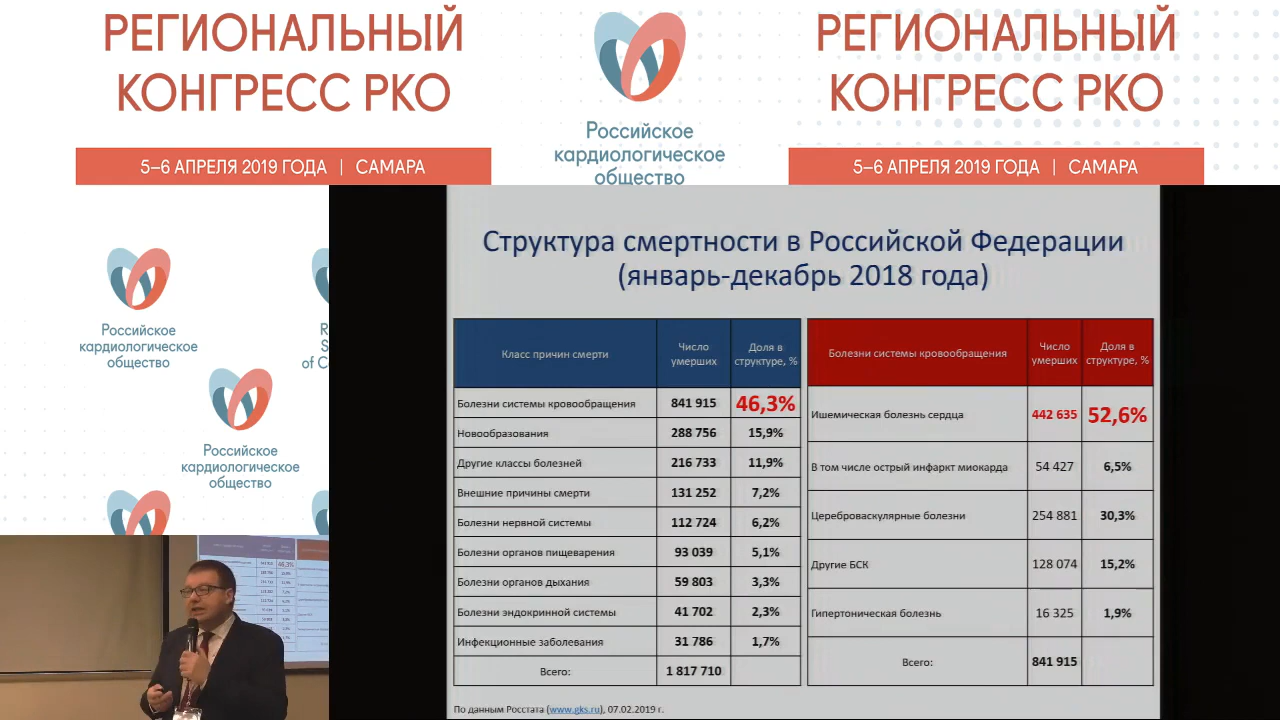 РЕГИОНАЛЬНЫЙ
КОНГРЕСС РКО
5–6 АПРЕЛЯ 2019 ГОДА | САМАРА
Российское
кардиологическое
общество
РЕГИОНАЛЬНЫЙ
КОНГРЕСС РКО
5–6 АПРЕЛЯ 2019 ГОДА | САМАРА
Российское
кардиологическое
общество
R
S
of C
Российское
кардиологическое
общество
Структура смертности в Российской Федерации
(январь-декабрь 2018 года)
Класс причин смерти Число умерших Доля в структуре, %
Болезни системы кровообращения 841 915 46,3%
Новообразования 288 756 15,9%
Другие классы болезней 216 733 11,9%
Внешние причины смерти 131 252 7,2%
Болезни нервной системы 112 724 6,2%
Болезни органов пищеварения 93 039 5,1%
Болезни органов дыхания 59 803 3,3%
Болезни эндокринной системы 41 702 2,3%
Инфекционные заболевания 31 786 1,7%
Всего: 1 817 710
Болезни системы кровообращения Число умерших Доля в структуре, %
Ишемическая болезнь сердца 442 635 52,6%
В том числе острый инфаркт миокарда 54 427 6,5%
Цереброваскулярные болезни 254 881 30,3%
Другие БСК 128 074 15,2%
Гипертоническая болезнь 16 325 1,9%
Всего: 841 915
По данным Росстата (www.gks.ru), 07.02.2019 г.
46,3%